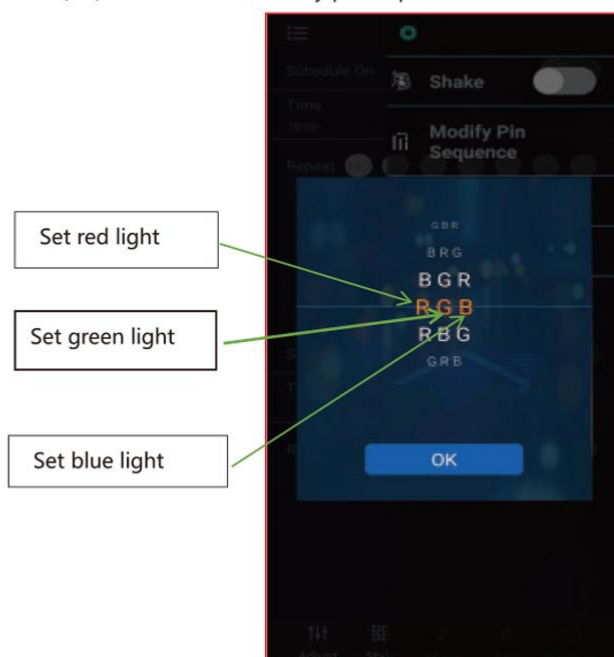 Schedule On
Shake
Time
Modify Pin
Sequence
Repeat
GBR
BRG
BGR
RGB
RBG
GRB
OK
Set red light
Set green light
Set blue light
Adjust